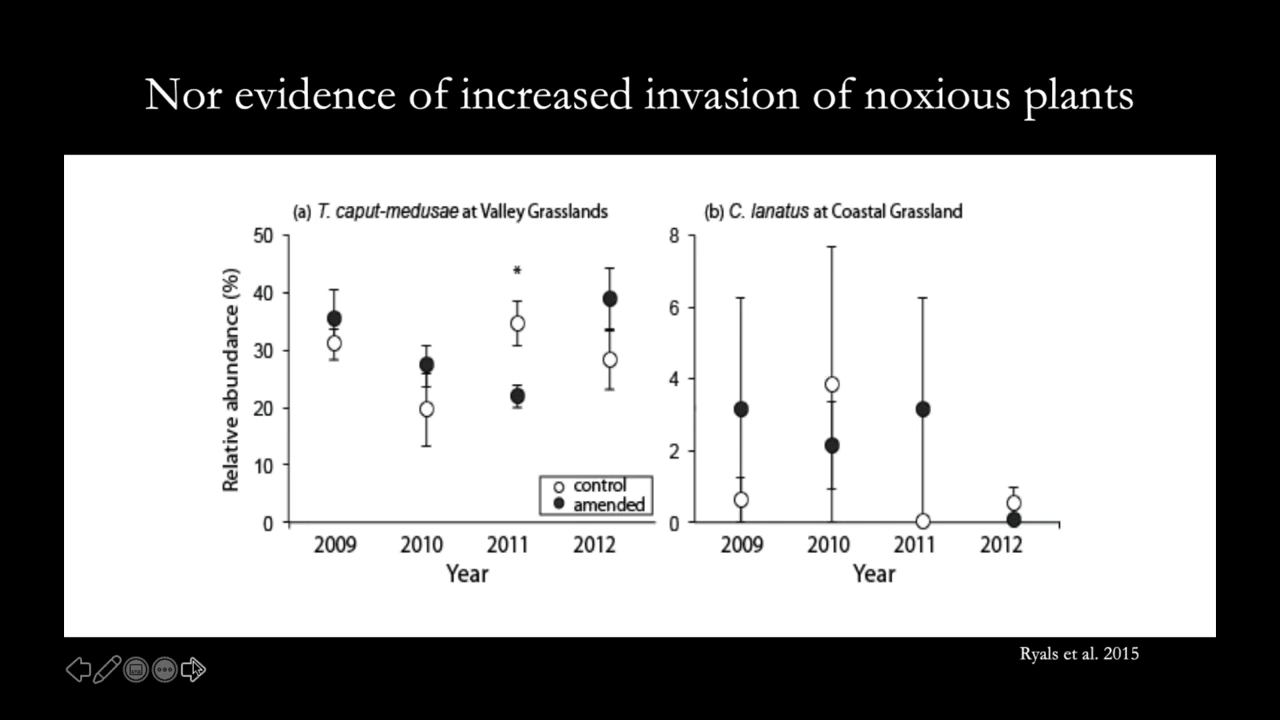 Nor evidence of increased invasion of noxious plants
(a) T. caput-medusae at Valley Grasslands
50
40
30
20
10
0
Relative abundance (%)
*
control
amended
2009 2010 2011 2012
Year
(b) C. lanatus at Coastal Grassland
8
6
4
2
0
2009 2010 2011 2012
Year
Ryals et al. 2015